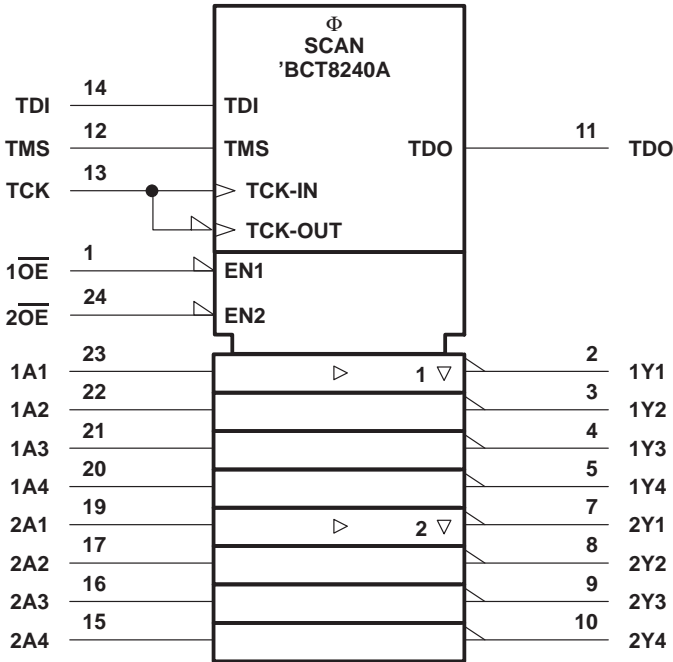 Φ
SCAN
'BCT8240A
TDI 14 TDI
TMS 12 TMS TDO 11 TDO
TCK 13 TCK-IN
TCK-OUT
1O̅E̅ 1 EN1
2O̅E̅ 24 EN2
1A1 23 1 2 1Y1
1A2 22 3 1Y2
1A3 21 4 1Y3
1A4 20 5 1Y4
2A1 19 2 7 2Y1
2A2 17 8 2Y2
2A3 16 9 2Y3
2A4 15 10 2Y4